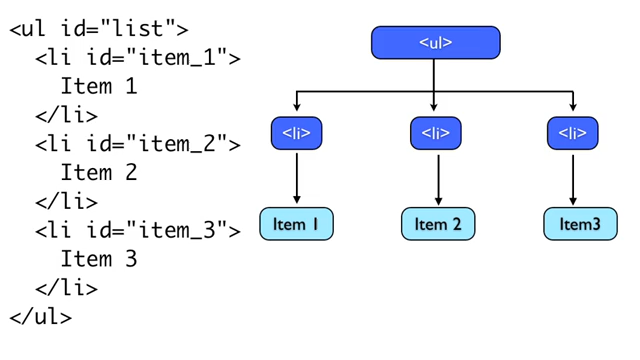 <ul id="list">
<li id="item_1">
Item 1
</li>
<li id="item_2">
Item 2
</li>
<li id="item_3">
Item 3
</li>
</ul>
<ul>
<li> <li> <li>
Item 1 Item 2 Item3